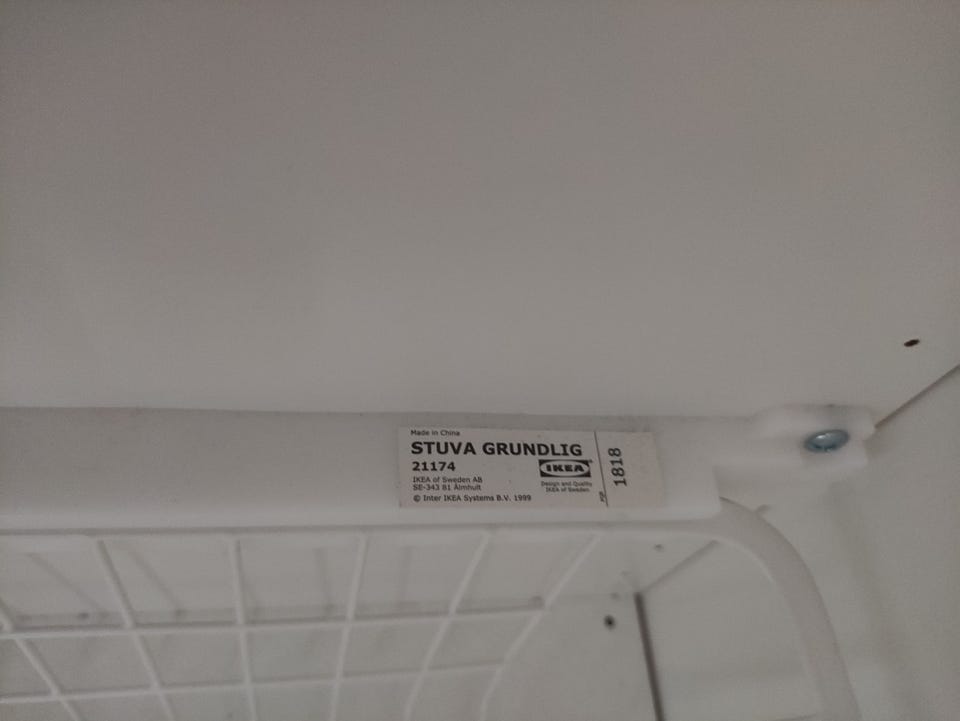 Made in China
STUVA GRUNDLIG
21174
IKEA of Sweden AB
SE-343 81 Älmhult
© Inter IKEA Systems B.V. 1999
IKEA®
Design and Quality
IKEA of Sweden
1818